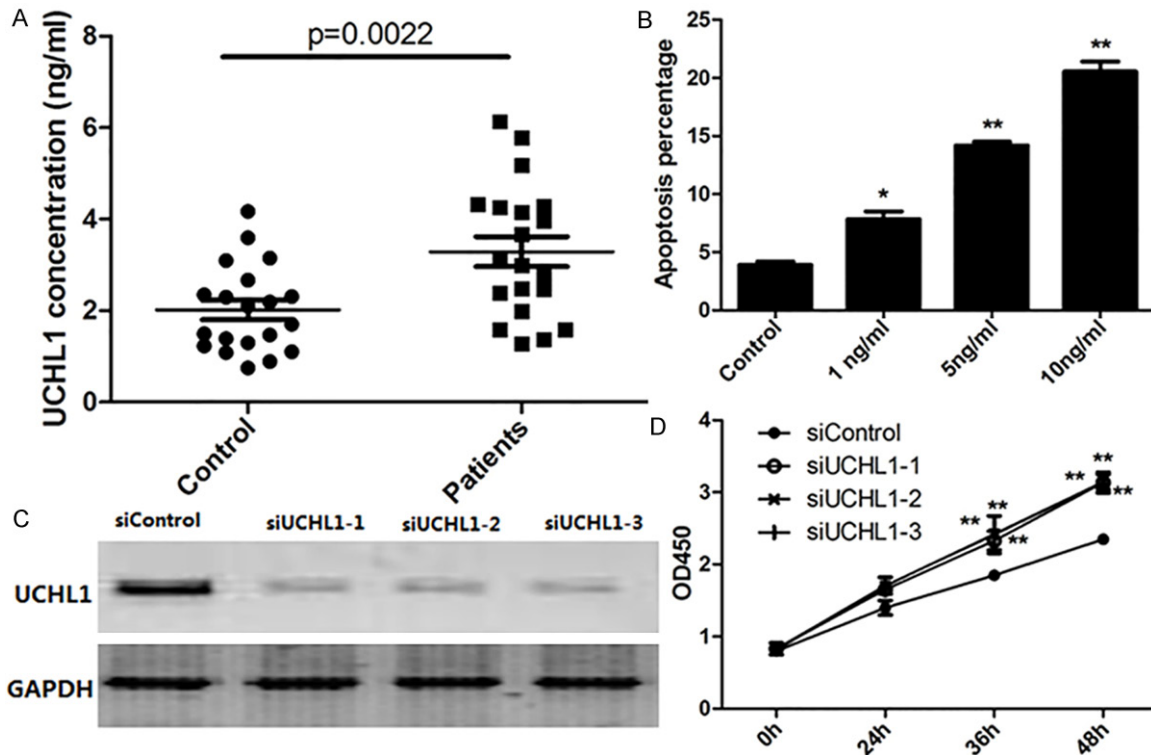 A
UCHL1 concentration (ng/ml)
p=0.0022
8
6
4
2
0
Control
Patients
B
Apoptosis percentage
25
20
15
10
5
0
*
**
**
Control
1 ng/ml
5ng/ml
10ng/ml
C
siControl siUCHL1-1 siUCHL1-2 siUCHL1-3
UCHL1
GAPDH
D
OD450
4
3
2
1
0
siControl
siUCHL1-1
siUCHL1-2
siUCHL1-3
**
** **
**
** **
0h
24h
36h
48h